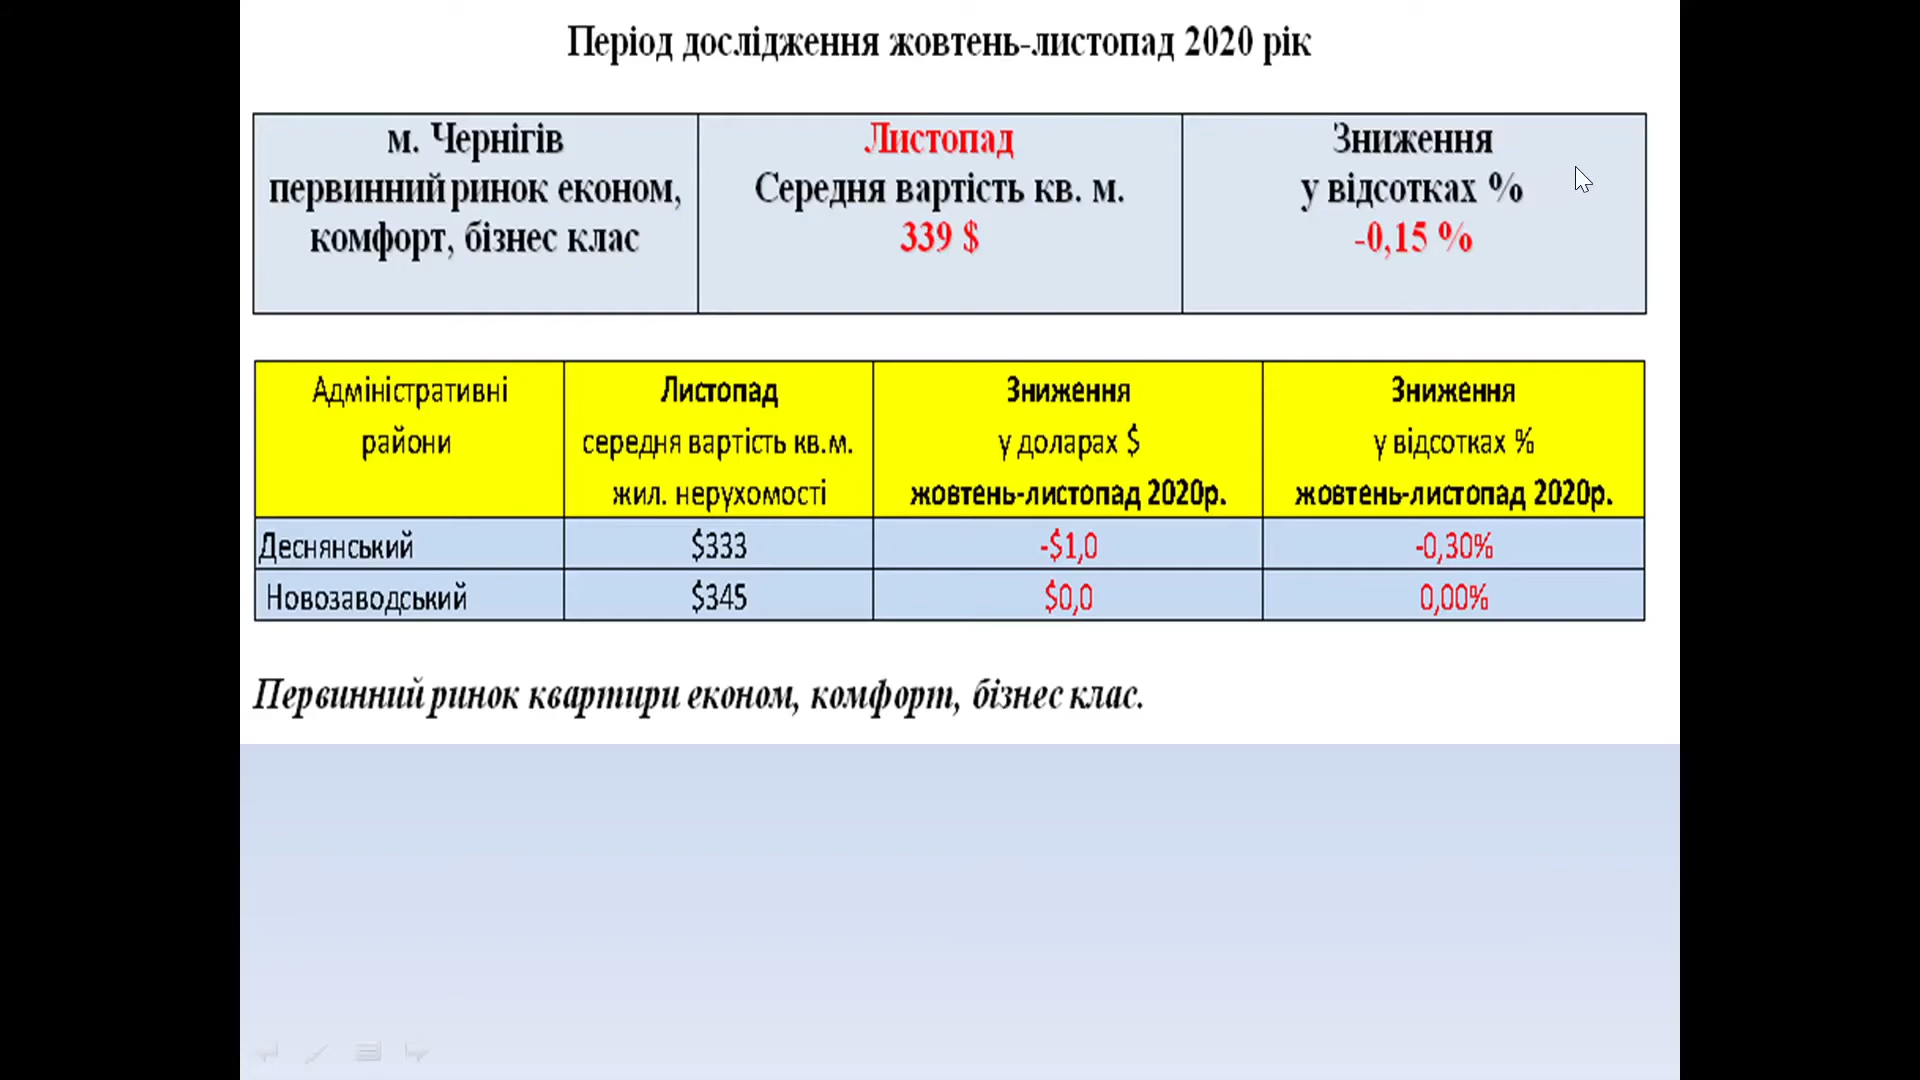 Період дослідження жовтень-листопад 2020 рік
м. Чернігів
первинний ринок економ,
комфорт, бізнес клас
Листопад
Середня вартість кв. м.
339 $
Зниження
у відсотках %
-0,15 %
Адміністративні
райони
Листопад
середня вартість кв.м.
жил. нерухомості
Зниження
у доларах $
жовтень-листопад 2020р.
Зниження
у відсотках %
жовтень-листопад 2020р.
Деснянський $333 -$1,0 -0,30%
Новозаводський $345 $0,0 0,00%
Первинний ринок квартири економ, комфорт, бізнес клас.